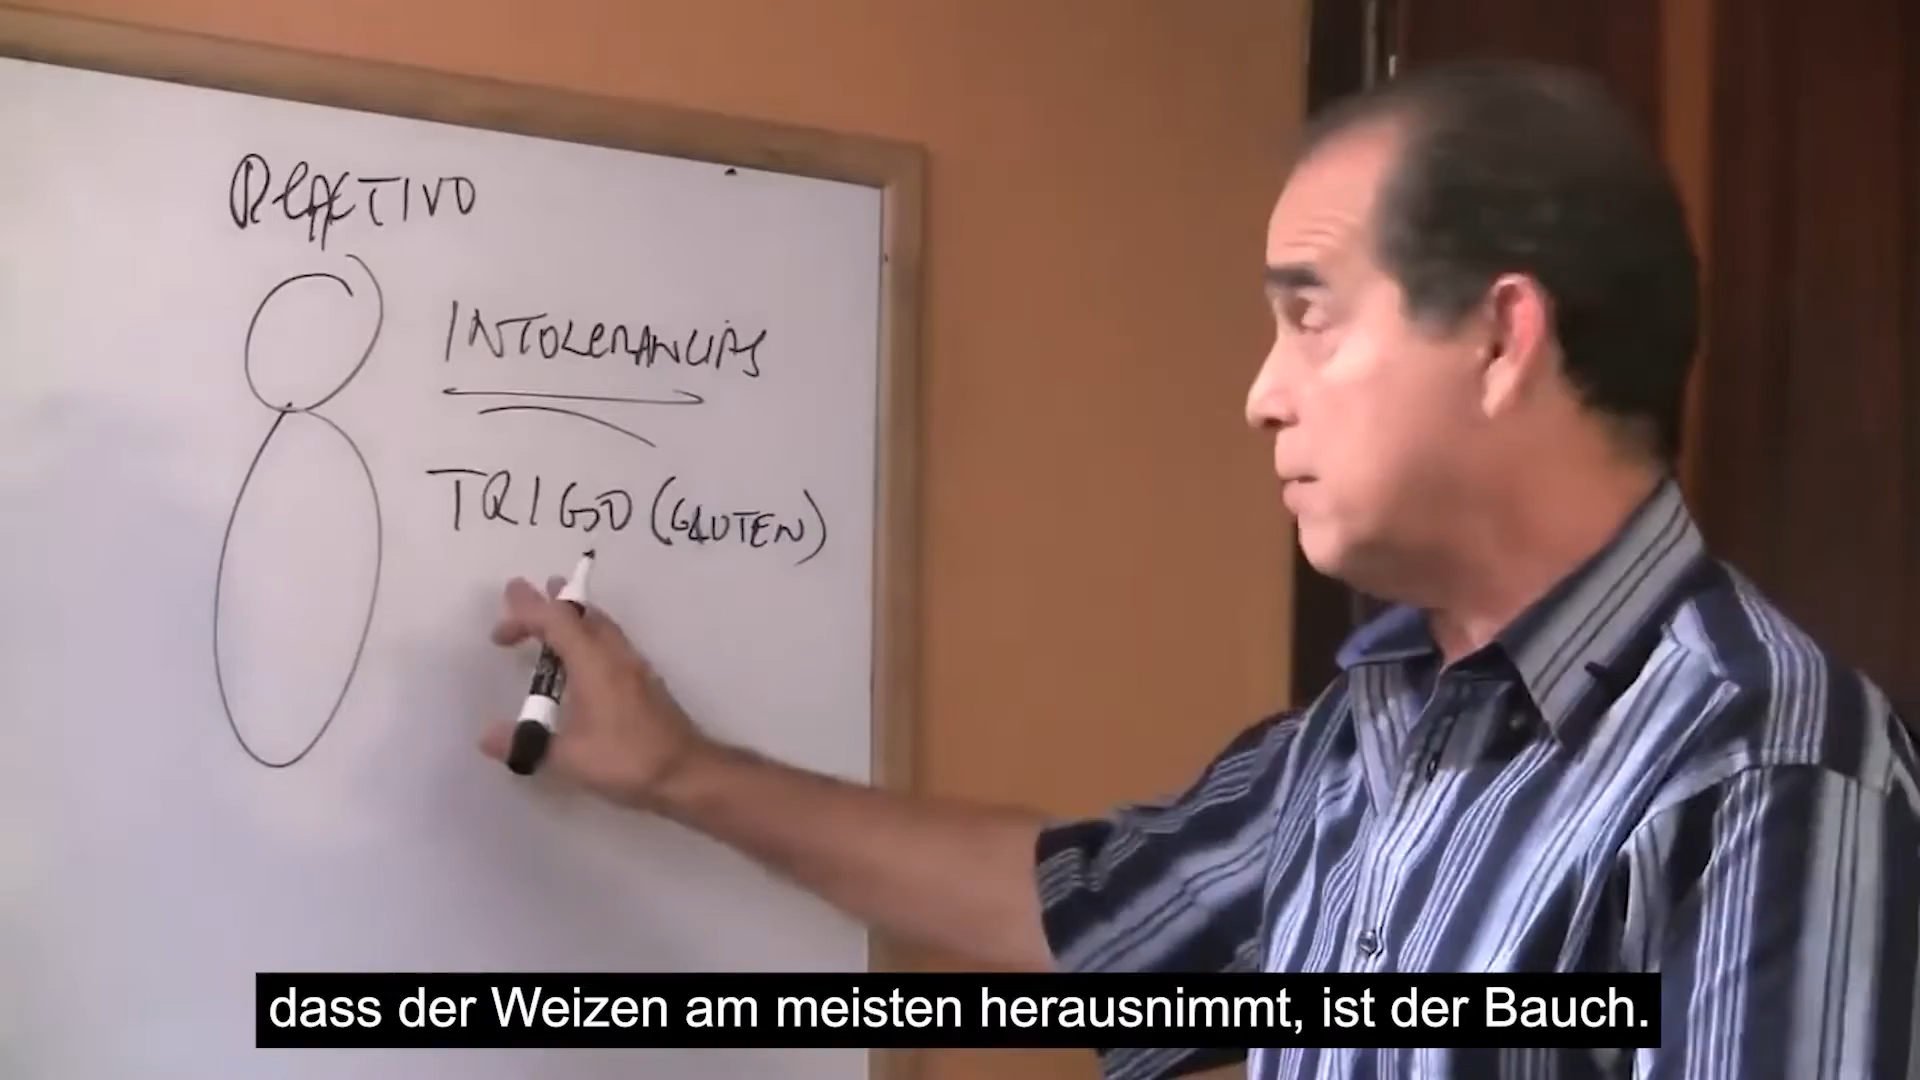 REACTIVO
INTOLERANCIAS
TRIGO (GLUTEN)
dass der Weizen am meisten herausnimmt, ist der Bauch.